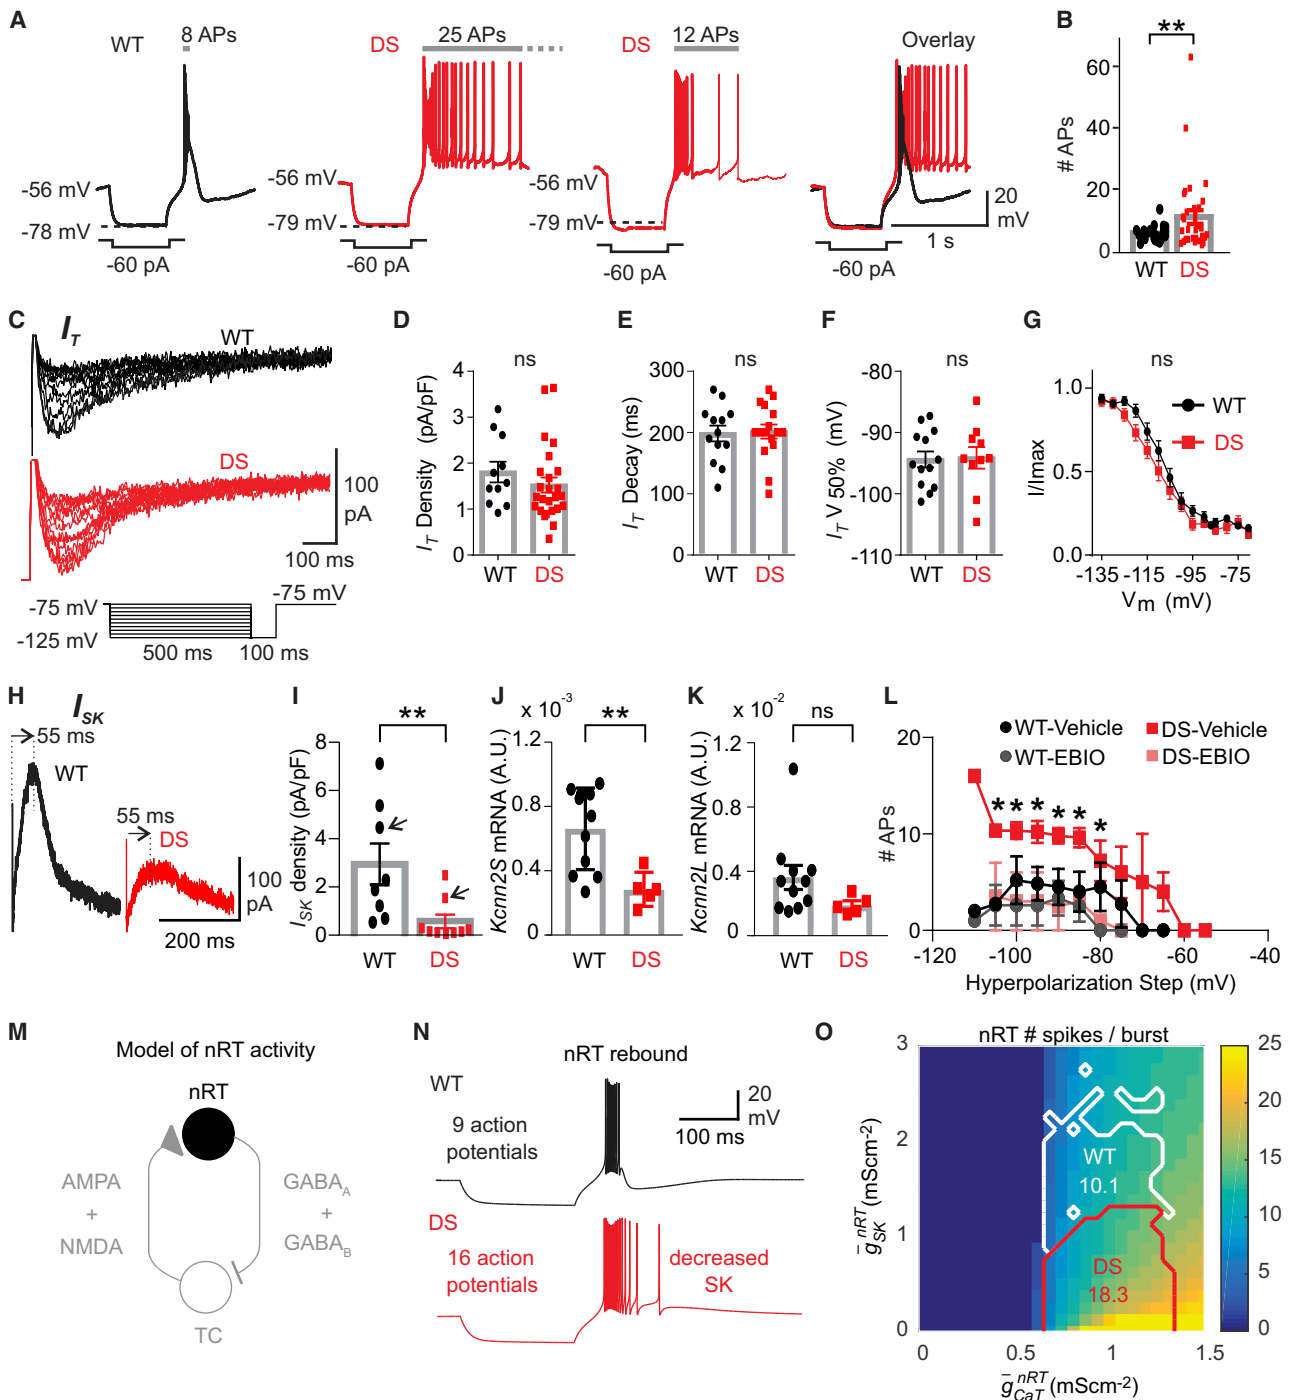 A
WT
8 APs
DS
25 APs
DS
12 APs
Overlay
-56 mV
-78 mV
-60 pA
-56 mV
-79 mV
-60 pA
-56 mV
-79 mV
-60 pA
-60 pA
20
mV
1 s
B
**
# APs
60
40
20
0
WT
DS
C
I_T
WT
DS
100
pA
100 ms
-75 mV
-125 mV
500 ms
100 ms
-75 mV
D
ns
I_T Density (pA/pF)
4
3
2
1
0
WT
DS
E
ns
I_T Decay (ms)
300
200
100
0
WT
DS
F
ns
I_T V 50% (mV)
-80
-90
-100
-110
WT
DS
G
ns
I/Imax
1.0
0.5
0.0
WT
DS
-135
-115
-95
-75
V_m (mV)
H
I_SK
55 ms
WT
55 ms
DS
100
pA
200 ms
I
**
I_SK density (pA/pF)
8
6
4
2
0
WT
DS
J
x 10⁻³
**
Kcnn2S mRNA (A.U.)
1.2
0.8
0.4
0
WT
DS
K
x 10⁻²
ns
Kcnn2L mRNA (A.U.)
1.2
0.8
0.4
0
WT
DS
L
WT-Vehicle
DS-Vehicle
WT-EBIO
DS-EBIO
# APs
20
10
0
* * * * * *
-120
-100
-80
-60
-40
Hyperpolarization Step (mV)
M
Model of nRT activity
nRT
AMPA
+
NMDA
GABA_A
+
GABA_B
TC
N
nRT rebound
WT
9 action
potentials
20
mV
100 ms
DS
16 action
potentials
decreased
SK
O
nRT # spikes / burst
3
2
1
0
g̅_SK^nRT (mScm⁻²)
WT
10.1
DS
18.3
0
0.5
1
1.5
g̅_CaT^nRT (mScm⁻²)
25
20
15
10
5
0